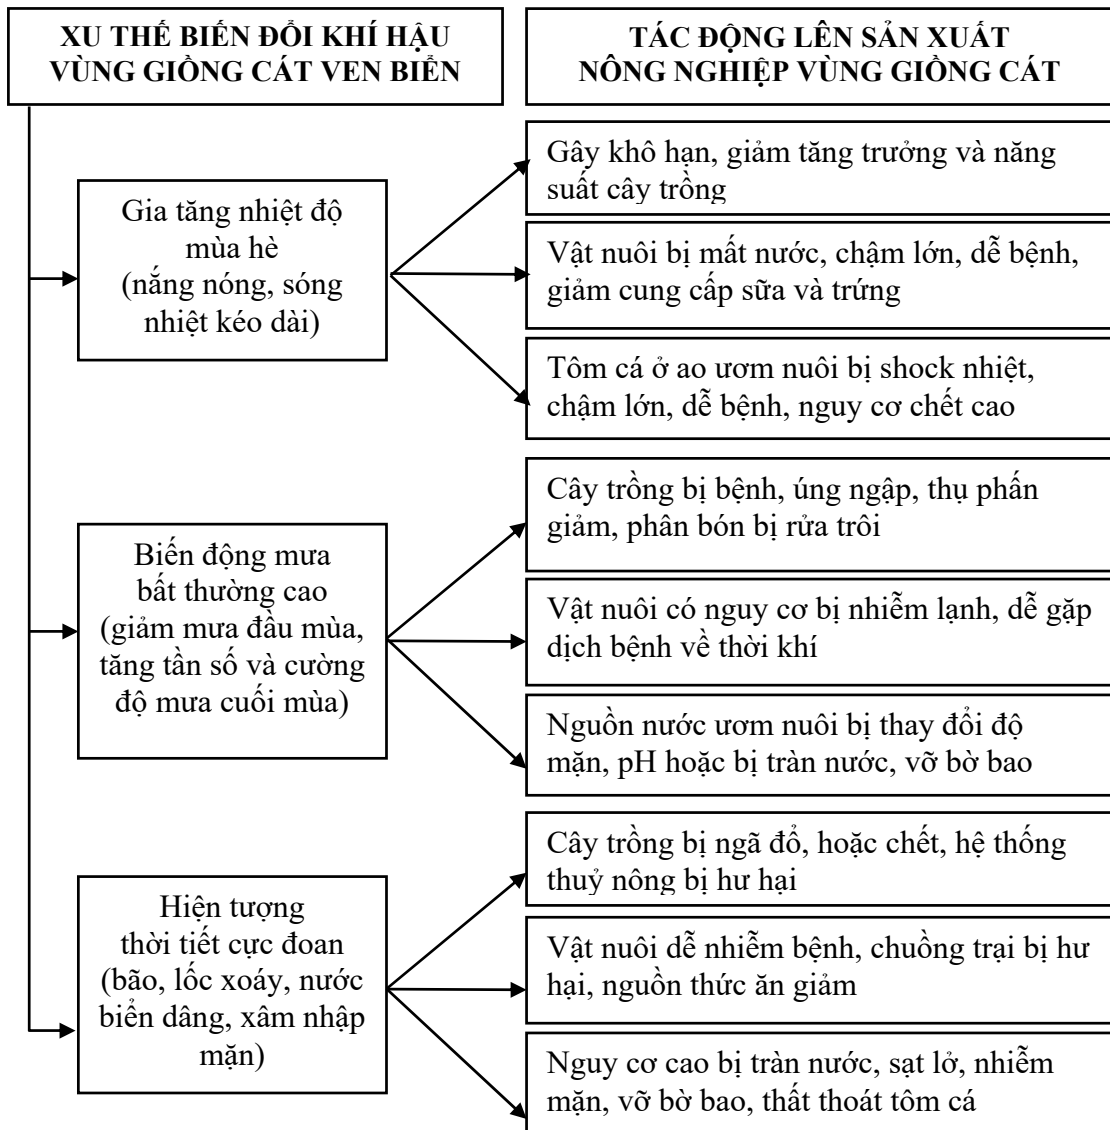 XU THẾ BIẾN ĐỔI KHÍ HẬU
VÙNG GIỒNG CÁT VEN BIỂN
TÁC ĐỘNG LÊN SẢN XUẤT
NÔNG NGHIỆP VÙNG GIỒNG CÁT
Gia tăng nhiệt độ
mùa hè
(nắng nóng, sóng
nhiệt kéo dài)
Gây khô hạn, giảm tăng trưởng và năng
suất cây trồng
Vật nuôi bị mất nước, chậm lớn, dễ bệnh,
giảm cung cấp sữa và trứng
Tôm cá ở ao ươm nuôi bị shock nhiệt,
chậm lớn, dễ bệnh, nguy cơ chết cao
Biến động mưa
bất thường cao
(giảm mưa đầu mùa,
tăng tần số và cường
độ mưa cuối mùa)
Cây trồng bị bệnh, úng ngập, thụ phấn
giảm, phân bón bị rửa trôi
Vật nuôi có nguy cơ bị nhiễm lạnh, dễ gặp
dịch bệnh về thời khí
Nguồn nước ươm nuôi bị thay đổi độ
mặn, pH hoặc bị tràn nước, vỡ bờ bao
Hiện tượng
thời tiết cực đoan
(bão, lốc xoáy, nước
biển dâng, xâm nhập
mặn)
Cây trồng bị ngã đổ, hoặc chết, hệ thống
thuỷ nông bị hư hại
Vật nuôi dễ nhiễm bệnh, chuồng trại bị hư
hại, nguồn thức ăn giảm
Nguy cơ cao bị tràn nước, sạt lở, nhiễm
mặn, vỡ bờ bao, thất thoát tôm cá